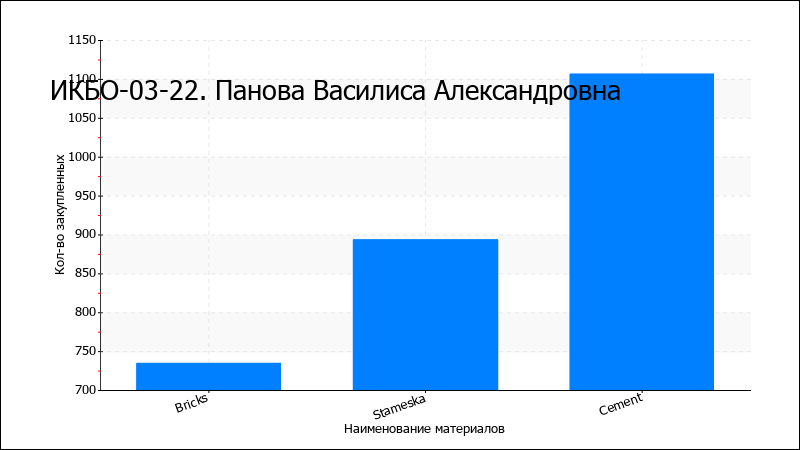 1150
1100
ИКБО-03-22. Панова Василиса Александровна
1050
1000
950
900
850
800
750
700
Кол-во закупленных
Bricks
Stameska
Cement
Наименование материалов